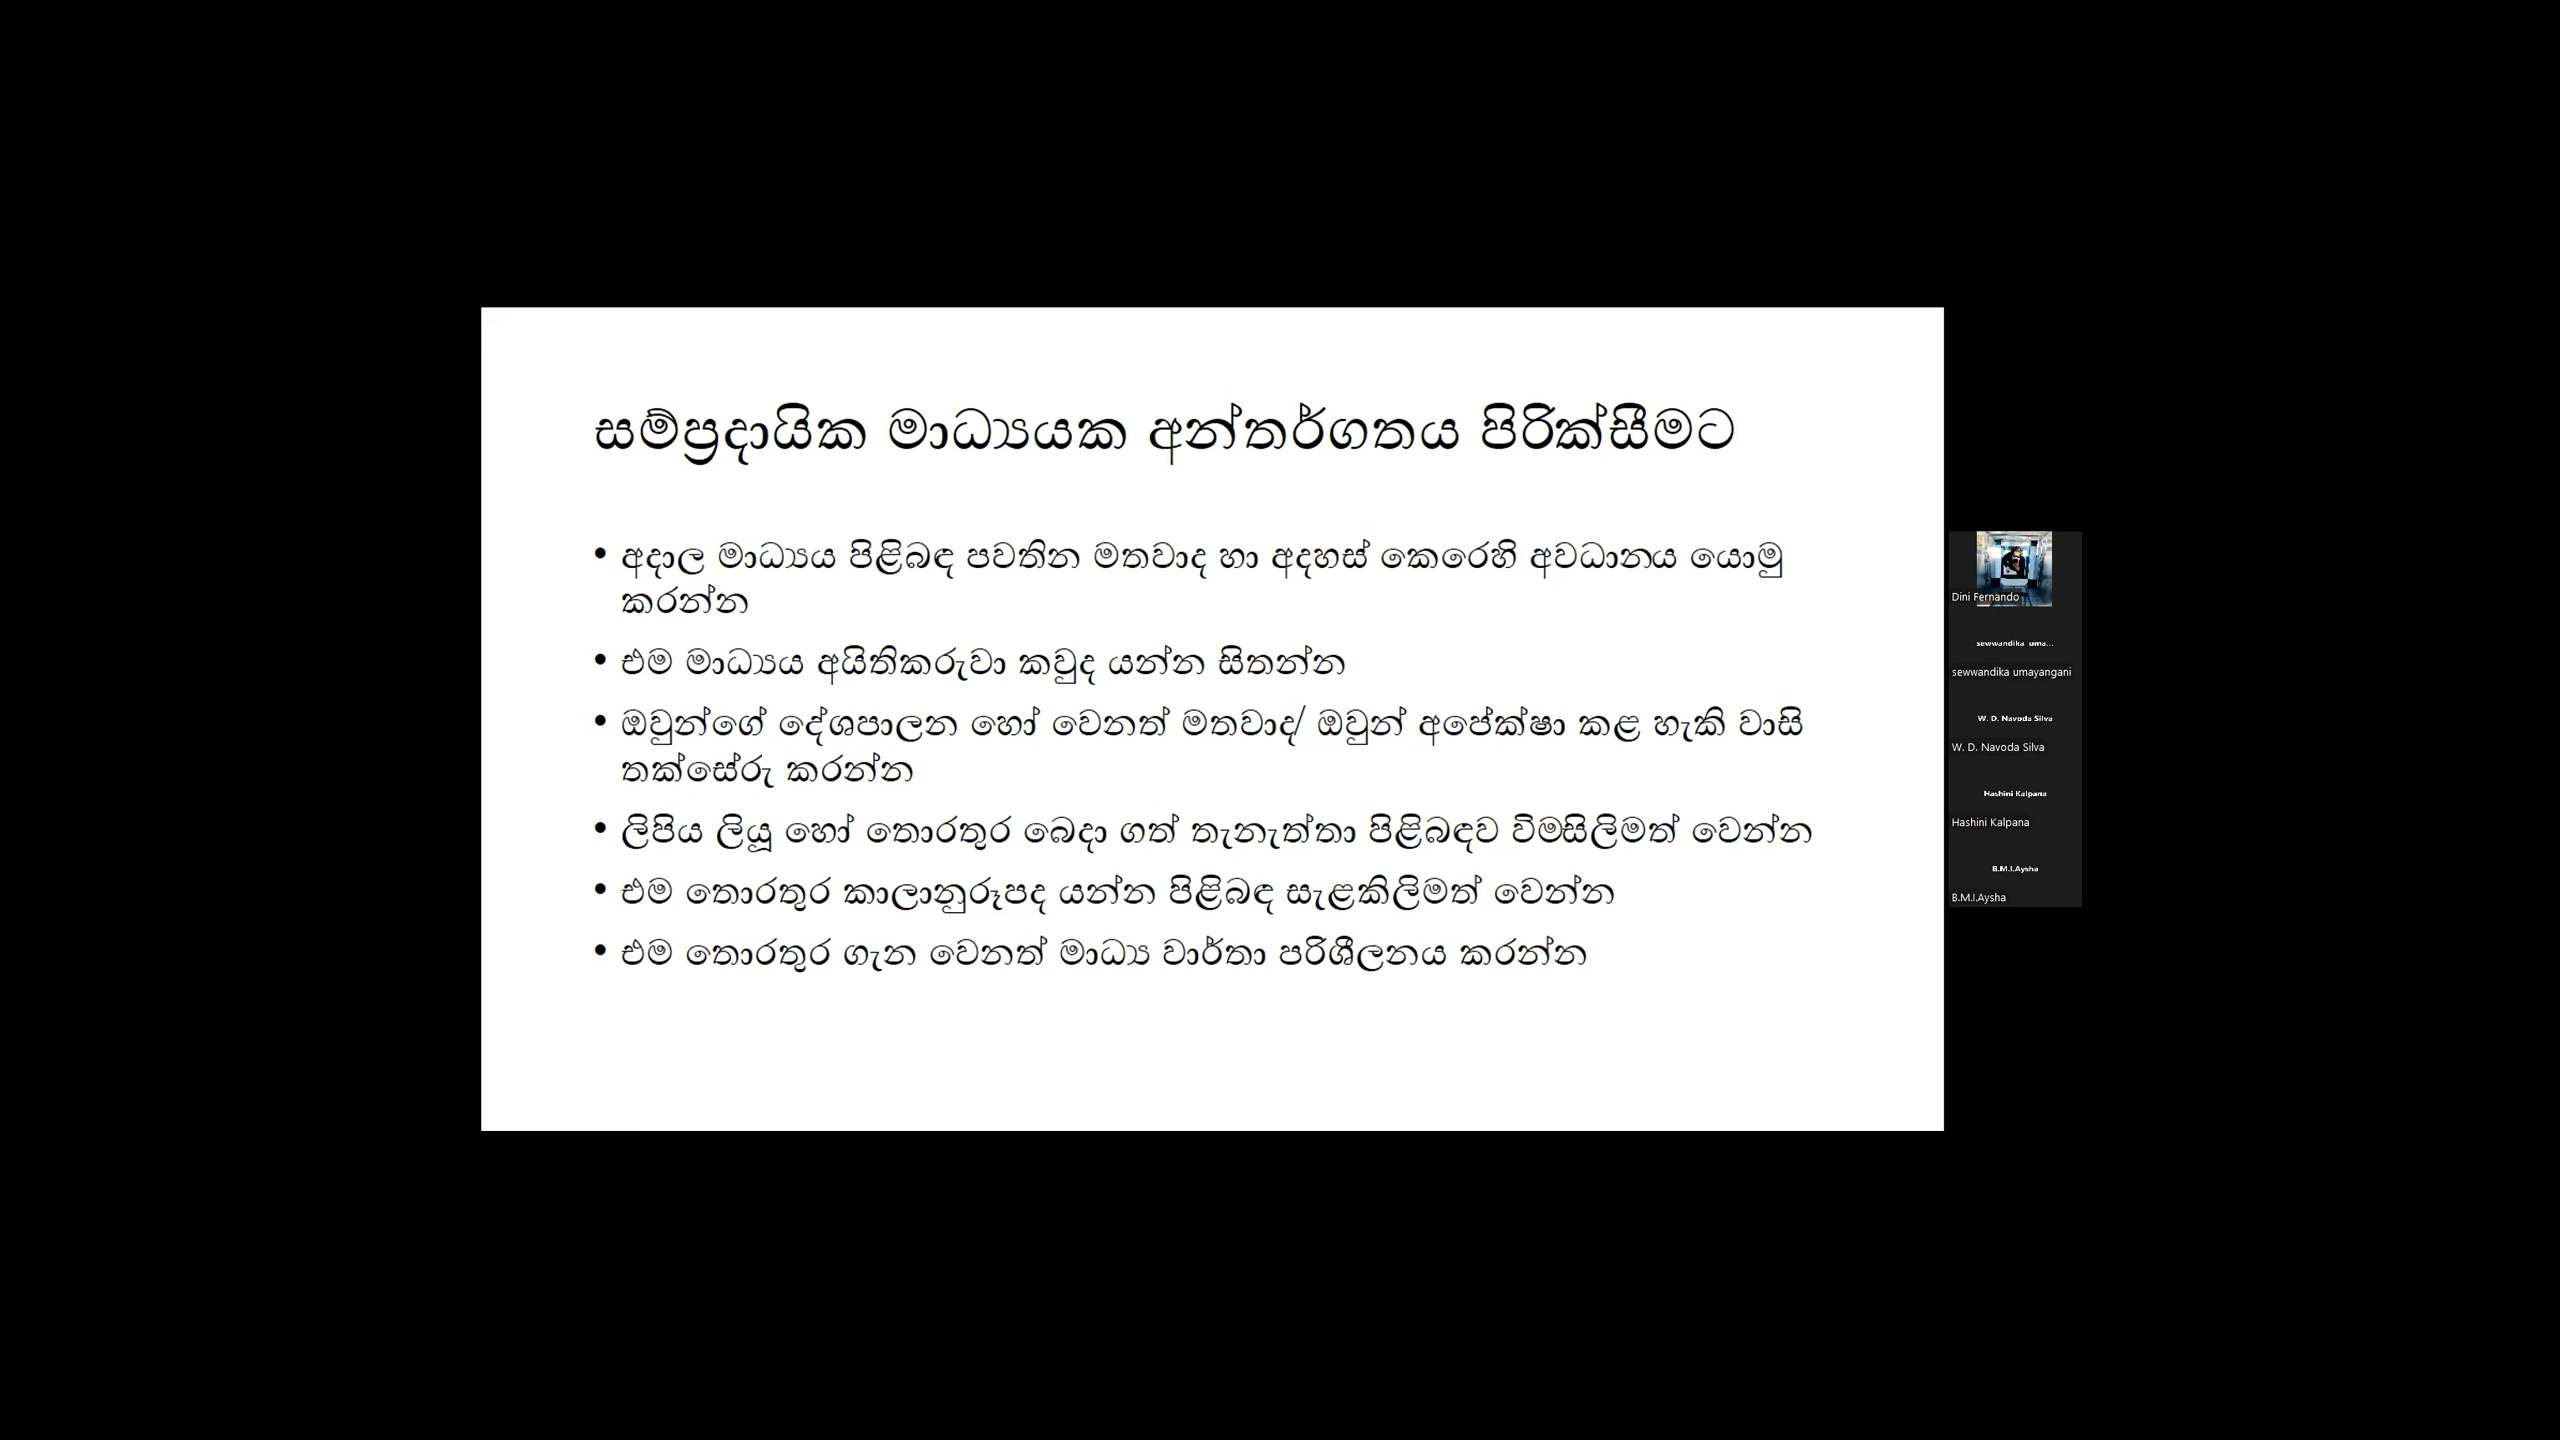 සම්ප්‍රදායික මාධ්‍යයක අන්තර්ගතය පිරික්සීමට
• අදාල මාධ්‍යය පිළිබඳ පවතින මතවාද හා අදහස් කෙරෙහි අවධානය යොමු
කරන්න
• එම මාධ්‍යය අයිතිකරුවා කවුද යන්න සිතන්න
• ඔවුන්ගේ දේශපාලන හෝ වෙනත් මතවාද/ ඔවුන් අපේක්ෂා කළ හැකි වාසි
තක්සේරු කරන්න
• ලිපිය ලියූ හෝ තොරතුර බෙදා ගත් තැනැත්තා පිළිබඳව විමසිලිමත් වෙන්න
• එම තොරතුර කාලානුරූපද යන්න පිළිබඳ සැළකිලිමත් වෙන්න
• එම තොරතුර ගැන වෙනත් මාධ්‍ය වාර්තා පරිශීලනය කරන්න
Dini Fernando
sewwandika uma...
sewwandika umayangani
W. D. Navoda Silva
W. D. Navoda Silva
Hashini Kalpana
Hashini Kalpana
B.M.I.Aysha
B.M.I.Aysha